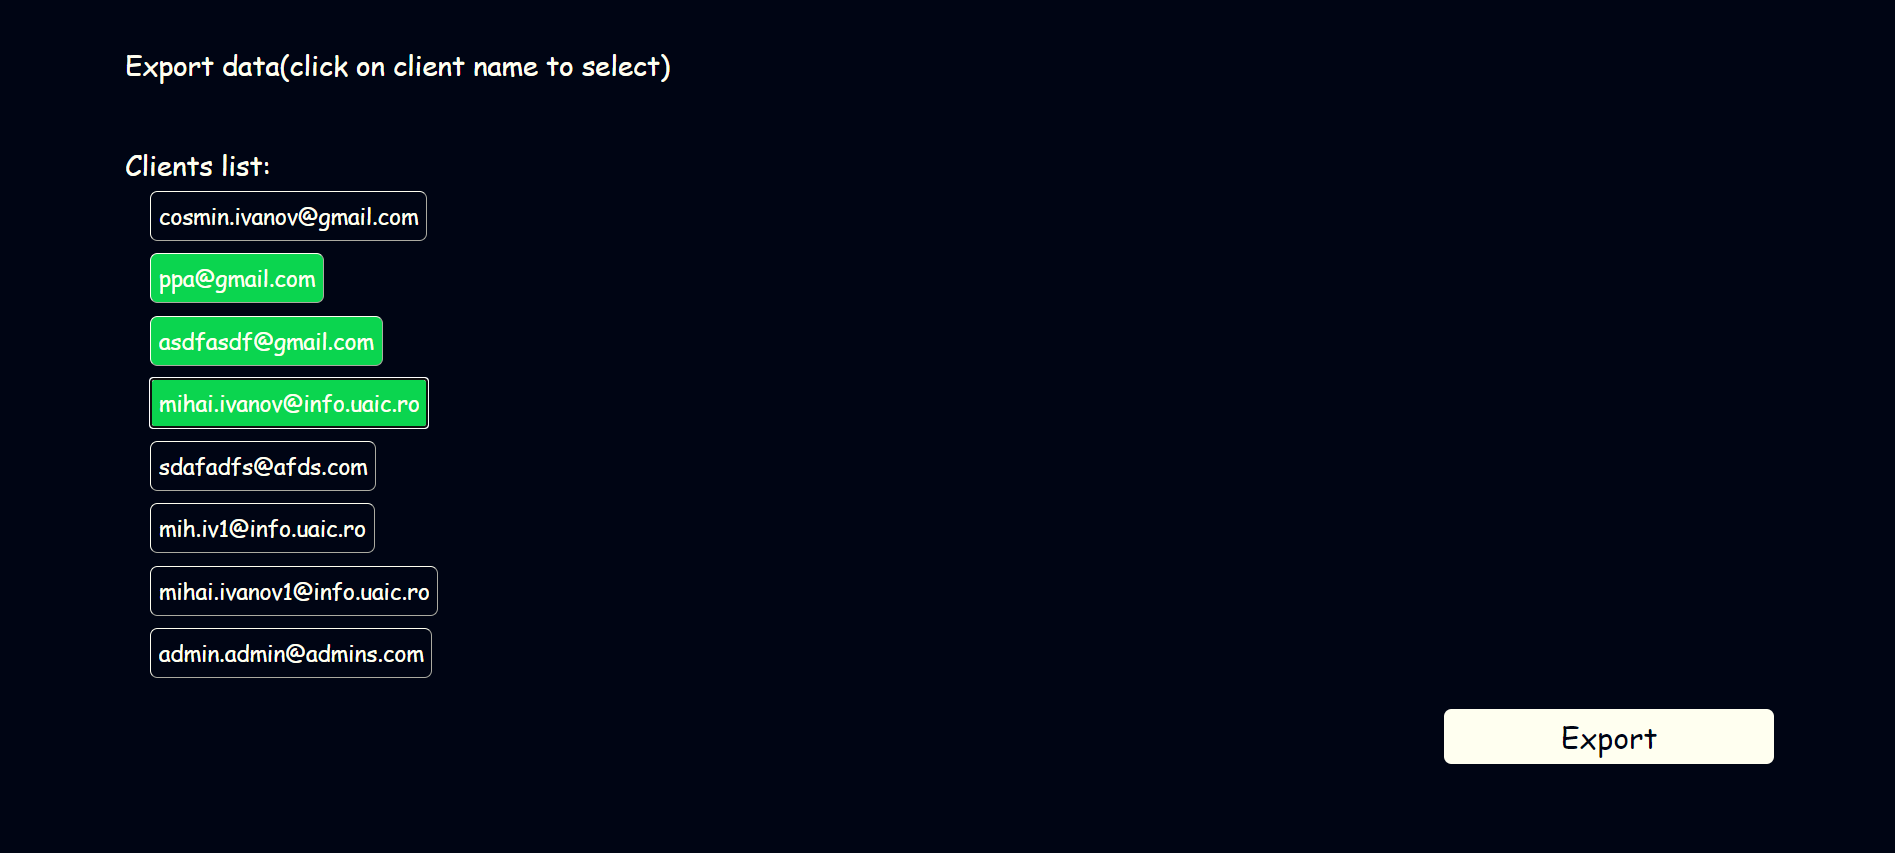 Export data(click on client name to select)
Clients list:
cosmin.ivanov@gmail.com
ppa@gmail.com
asdfasdf@gmail.com
mihai.ivanov@info.uaic.ro
sdafadfs@afds.com
mih.iv1@info.uaic.ro
mihai.ivanov1@info.uaic.ro
admin.admin@admins.com
Export